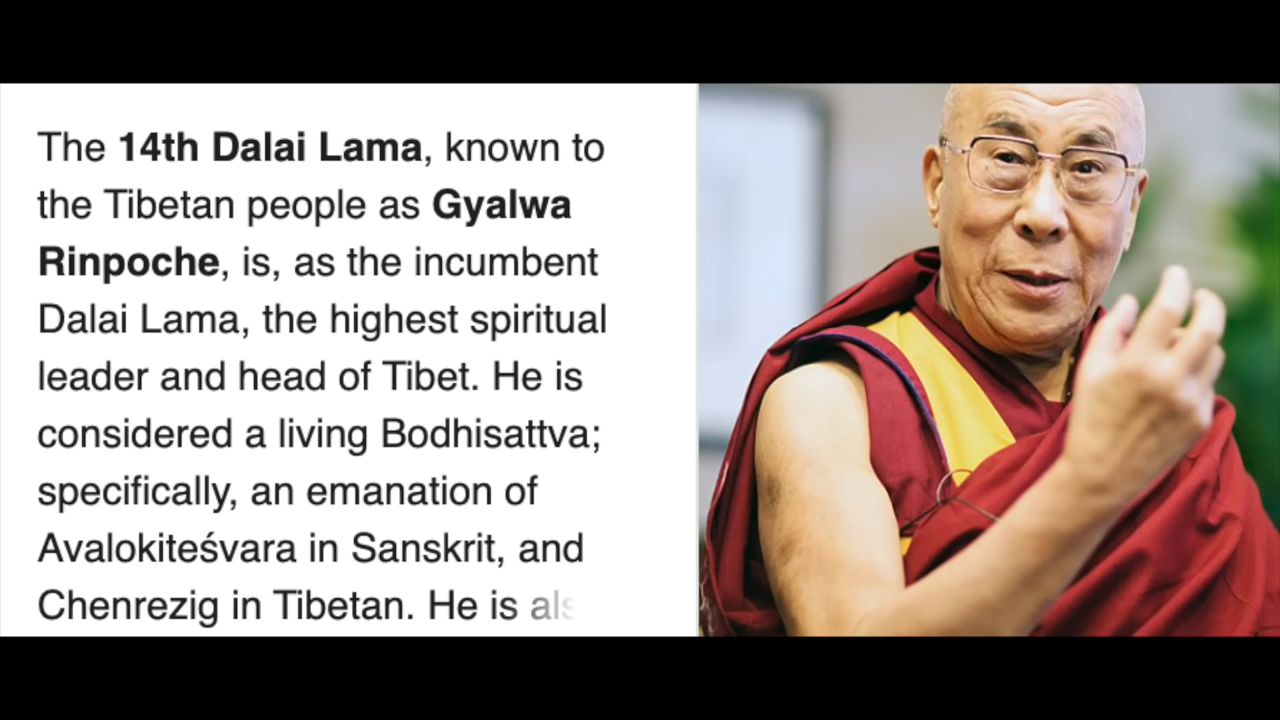 The 14th Dalai Lama, known to
the Tibetan people as Gyalwa
Rinpoche, is, as the incumbent
Dalai Lama, the highest spiritual
leader and head of Tibet. He is
considered a living Bodhisattva;
specifically, an emanation of
Avalokiteśvara in Sanskrit, and
Chenrezig in Tibetan. He is